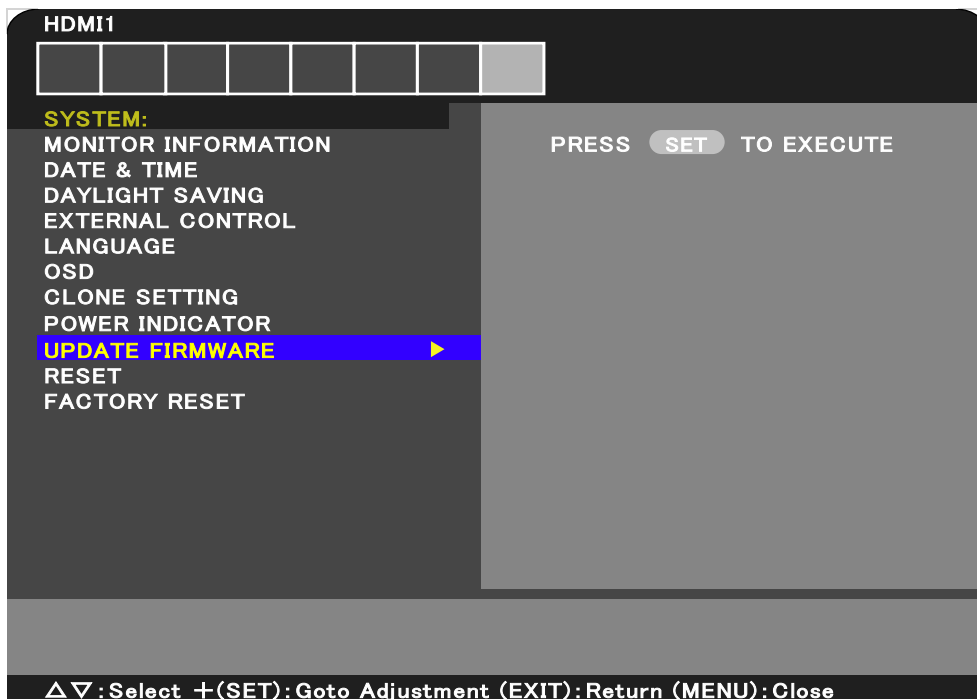 HDMI1
SYSTEM:
MONITOR INFORMATION
PRESS SET TO EXECUTE
DATE & TIME
DAYLIGHT SAVING
EXTERNAL CONTROL
LANGUAGE
OSD
CLONE SETTING
POWER INDICATOR
UPDATE FIRMWARE
RESET
FACTORY RESET
△▽:Select +(SET):Goto Adjustment (EXIT):Return (MENU):Close